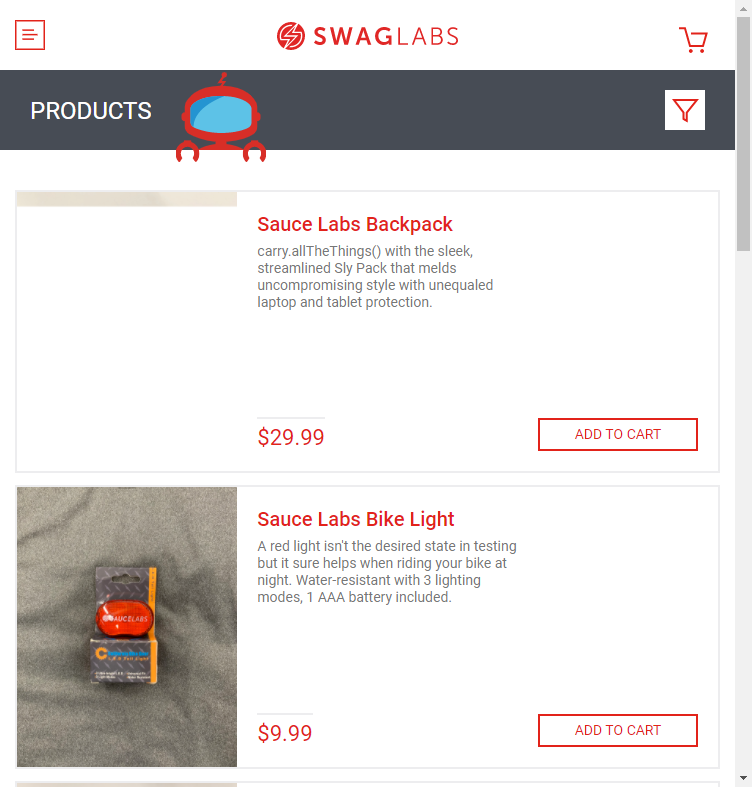 SWAGLABS
PRODUCTS
Sauce Labs Backpack
carry.allTheThings() with the sleek,
streamlined Sly Pack that melds
uncompromising style with unequaled
laptop and tablet protection.
$29.99
ADD TO CART
Sauce Labs Bike Light
A red light isn't the desired state in testing
but it sure helps when riding your bike at
night. Water-resistant with 3 lighting
modes, 1 AAA battery included.
AUCELABS
$9.99
ADD TO CART